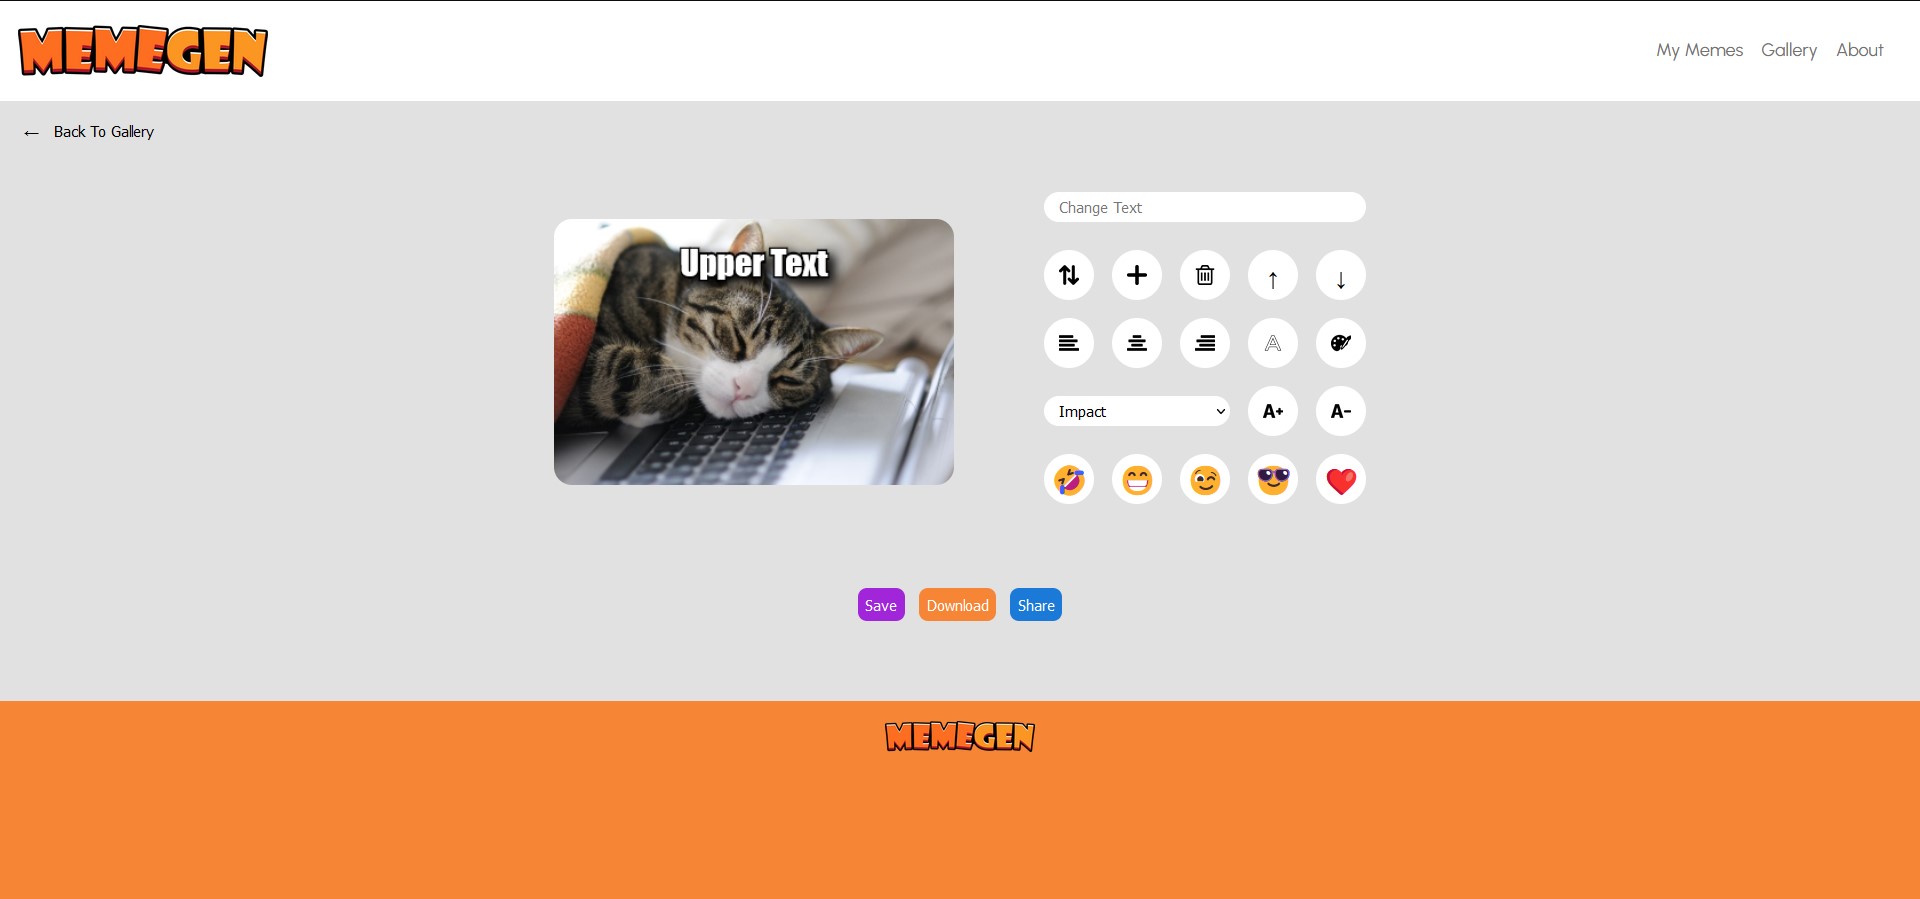 MEMEGEN
My Memes Gallery About
← Back To Gallery
Change Text
Upper Text
↑ ↓
A
Impact A+ A-
Save Download Share
MEMEGEN